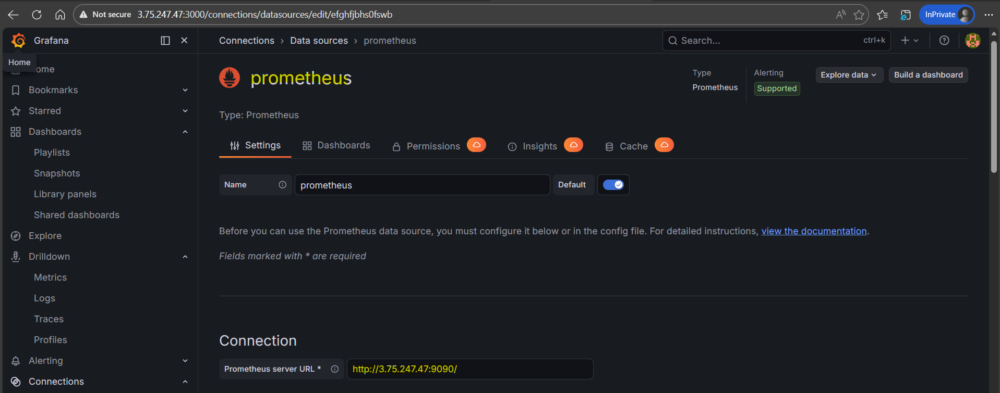 Not secure 3.75.247.47:3000/connections/datasources/edit/efghfjbhs0fswb InPrivate
Grafana
Connections › Data sources › prometheus
Search... ctrl+k
Home
Home
Bookmarks
Starred
Dashboards
Playlists
Snapshots
Library panels
Shared dashboards
Explore
Drilldown
Metrics
Logs
Traces
Profiles
Alerting
Connections
prometheus
Type
Prometheus
Alerting
Supported
Explore data
Build a dashboard
Type: Prometheus
Settings Dashboards Permissions Insights Cache
Name prometheus Default
Before you can use the Prometheus data source, you must configure it below or in the config file. For detailed instructions, view the documentation.
Fields marked with * are required
Connection
Prometheus server URL * http://3.75.247.47:9090/